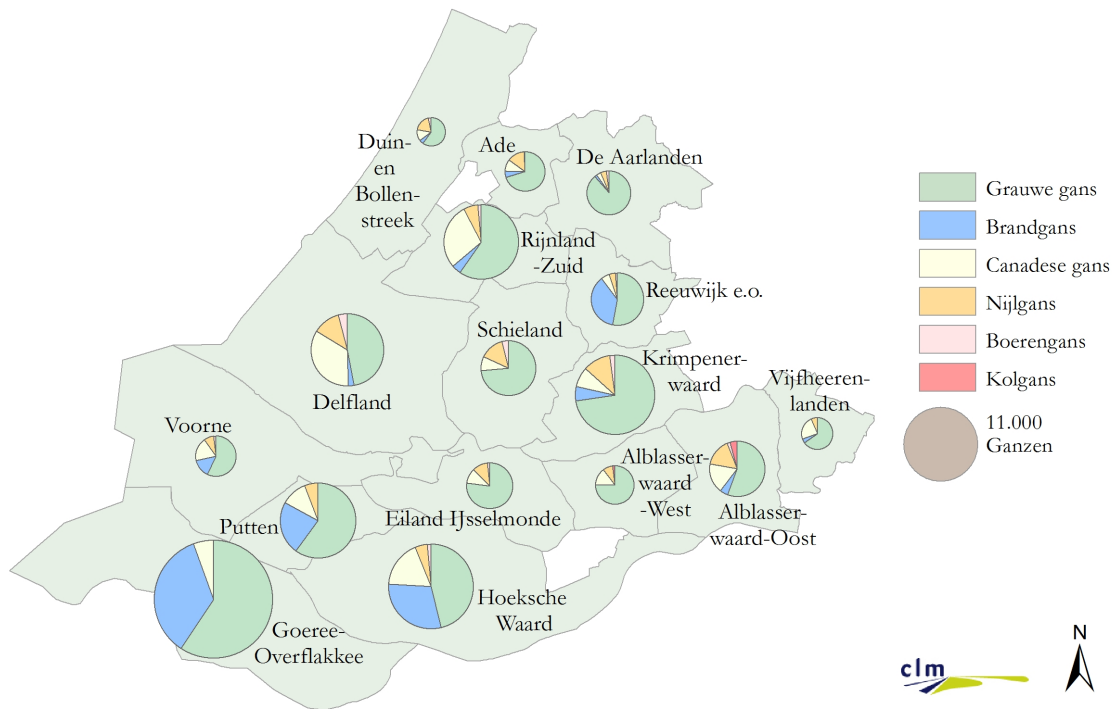 Duin-
en
Bollen-
streek
Ade
De Aarlanden
Rijnland
-Zuid
Reeuwijk e.o.
Schieland
Krimpener-
waard
Vijfheeren-
landen
Delfland
Voorne
Alblasser-
waard
-West
Alblasser-
waard-Oost
Putten
Eiland IJsselmonde
Hoeksche
Waard
Goeree-
Overflakkee
Grauwe gans
Brandgans
Canadese gans
Nijlgans
Boerengans
Kolgans
11.000
Ganzen
clm
N